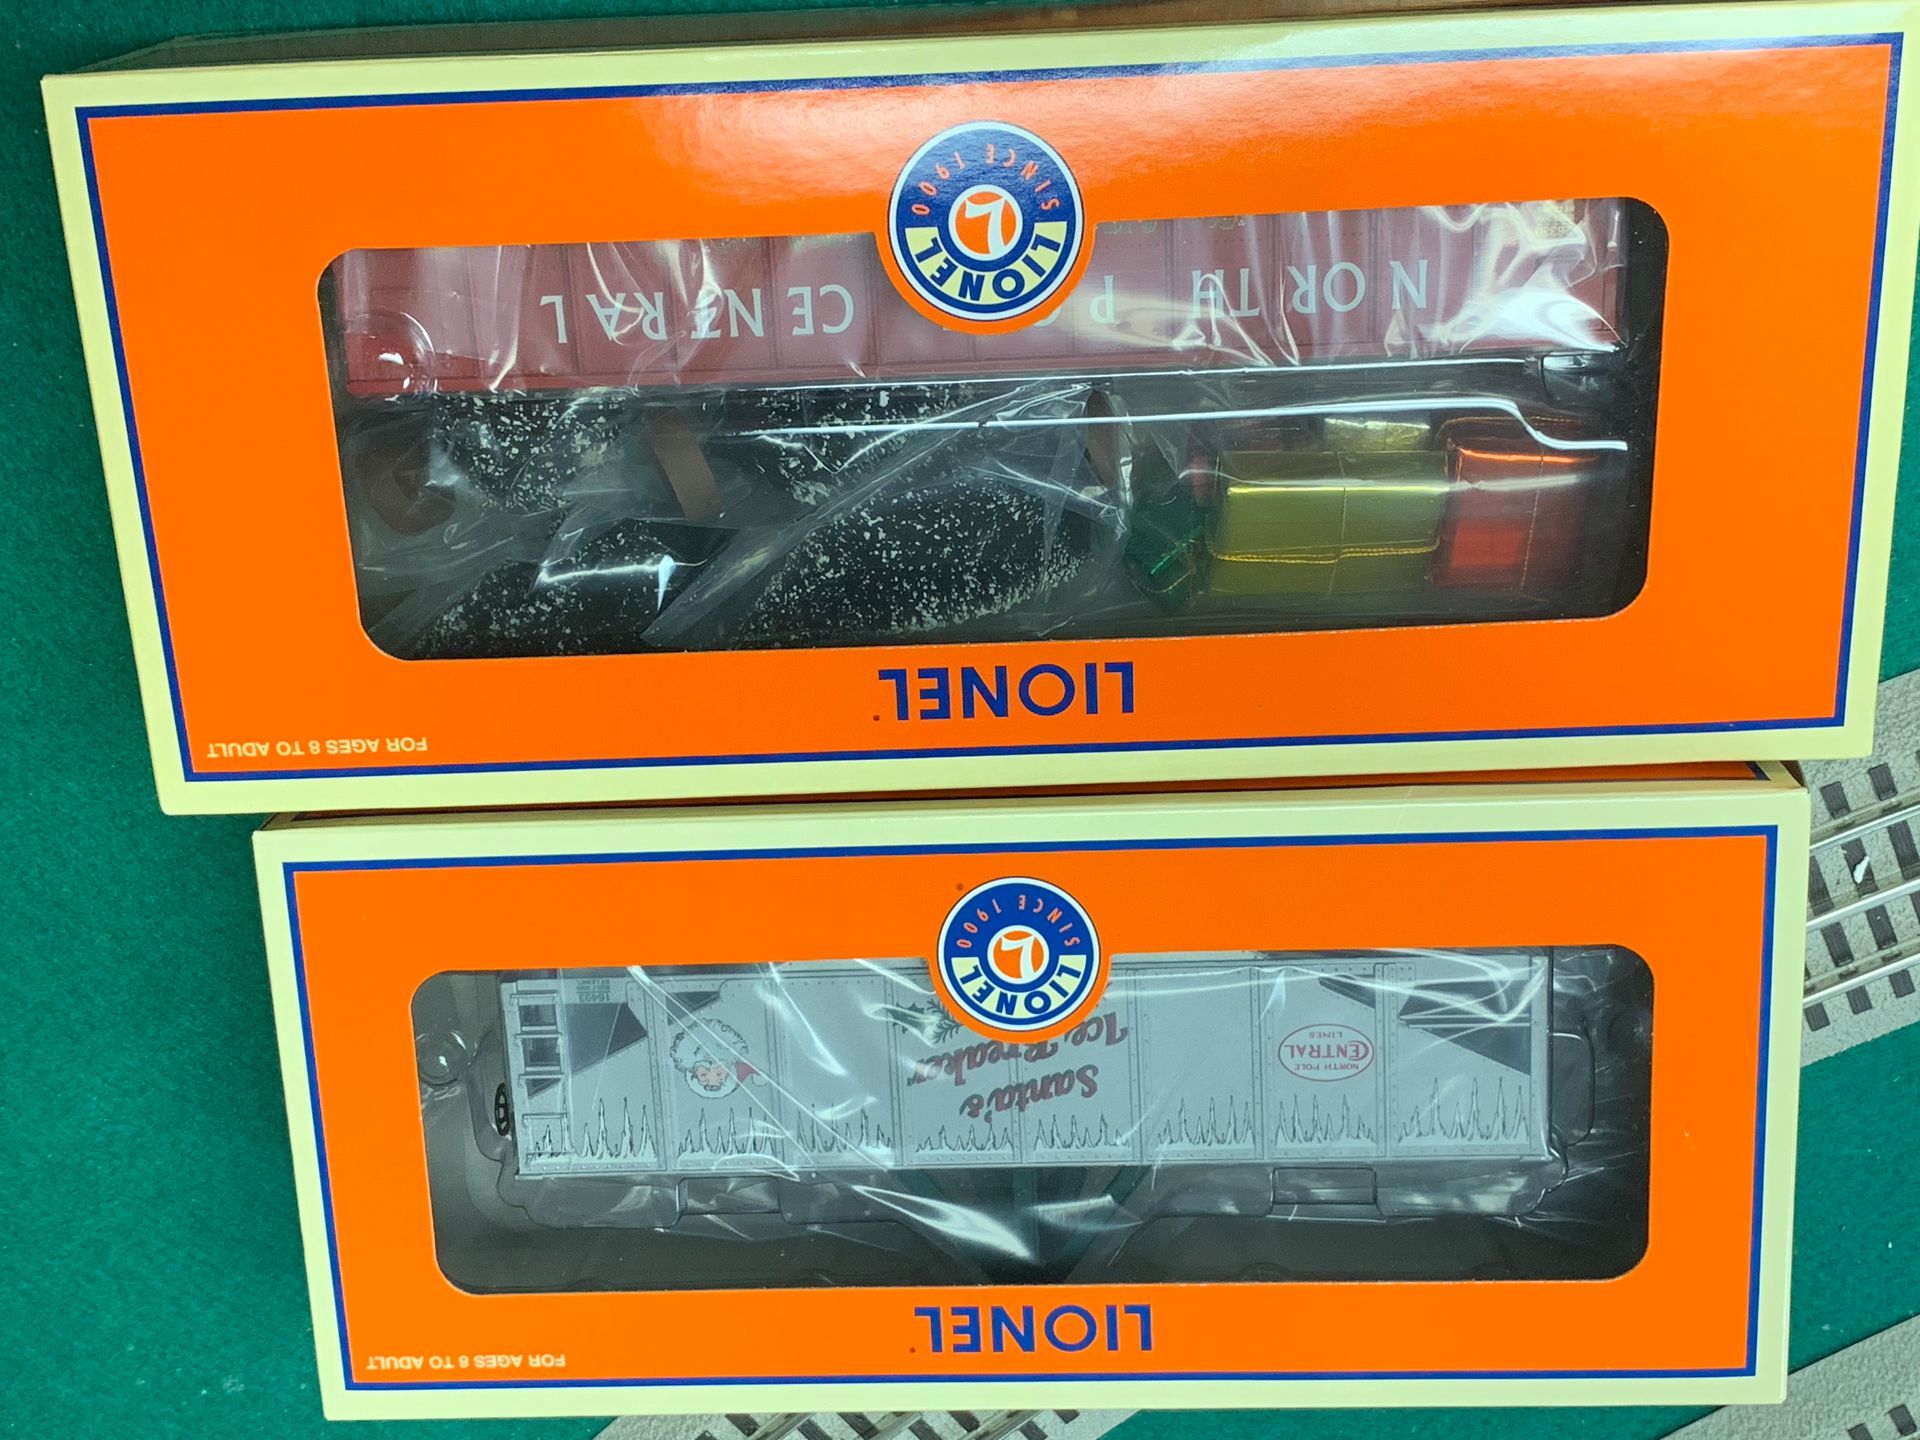 LIONEL
FOR AGES 8 TO ADULT
NORTH CENTRAL
LIONEL
SINCE 1900
L
LIONEL
FOR AGES 8 TO ADULT
NORTH POLE
CENTRAL
LINES
Santa's
Ice Breaker
16493
LIONEL
SINCE 1900
L